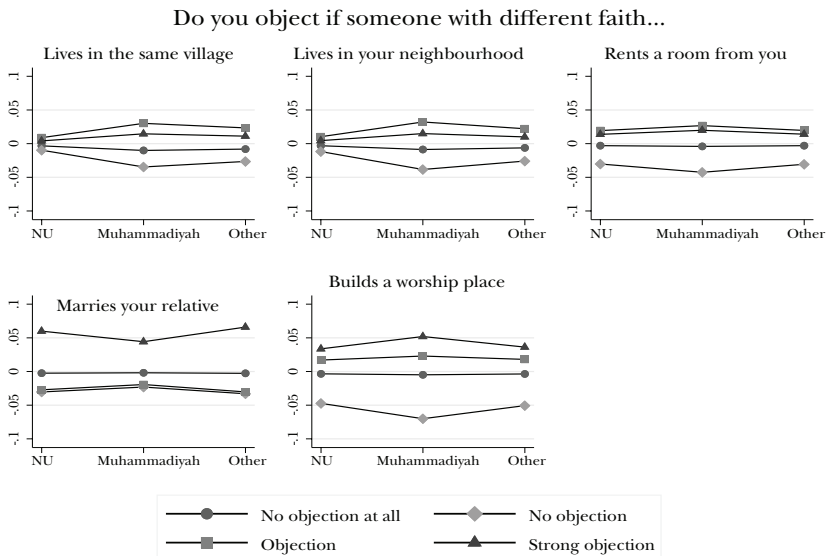 Do you object if someone with different faith...
Lives in the same village
Lives in your neighbourhood
Rents a room from you
.1
.05
0
-.05
-.1
NU
Muhammadiyah
Other
.1
.05
0
-.05
-.1
NU
Muhammadiyah
Other
.1
.05
0
-.05
-.1
NU
Muhammadiyah
Other
Marries your relative
Builds a worship place
.1
.05
0
-.05
-.1
NU
Muhammadiyah
Other
.1
.05
0
-.05
-.1
NU
Muhammadiyah
Other
No objection at all
No objection
Objection
Strong objection